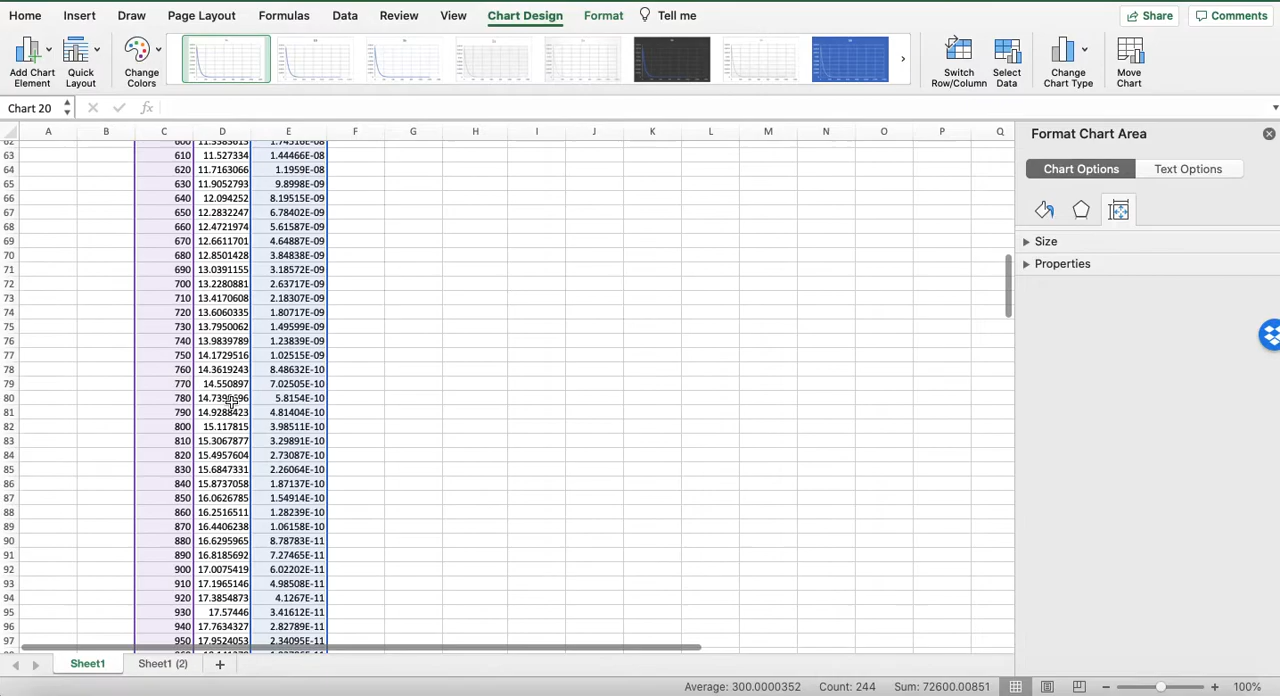 Home Insert Draw Page Layout Formulas Data Review View Chart Design Format Tell me Share Comments
Add Chart Element Quick Layout Change Colors Switch Row/Column Select Data Change Chart Type Move Chart
Chart 20 fx
A B C D E F G H I J K L M N O P Q
62 600 11.3383613 1.74516E-08
63 610 11.527334 1.44466E-08
64 620 11.7163066 1.1959E-08
65 630 11.9052793 9.8998E-09
66 640 12.094252 8.19515E-09
67 650 12.2832247 6.78402E-09
68 660 12.4721974 5.61587E-09
69 670 12.6611701 4.64887E-09
70 680 12.8501428 3.84838E-09
71 690 13.0391155 3.18572E-09
72 700 13.2280881 2.63717E-09
73 710 13.4170608 2.18307E-09
74 720 13.6060335 1.80717E-09
75 730 13.7950062 1.49599E-09
76 740 13.9839789 1.23839E-09
77 750 14.1729516 1.02515E-09
78 760 14.3619243 8.48632E-10
79 770 14.550897 7.02505E-10
80 780 5.8154E-10
81 790 14.9288423 4.81404E-10
82 800 15.117815 3.98511E-10
83 810 15.3067877 3.29891E-10
84 820 15.4957604 2.73087E-10
85 830 15.6847331 2.26064E-10
86 840 15.8737058 1.87137E-10
87 850 16.0626785 1.54914E-10
88 860 16.2516511 1.28239E-10
89 870 16.4406238 1.06158E-10
90 880 16.6295965 8.78783E-11
91 890 16.8185692 7.27465E-11
92 900 17.0075419 6.02202E-11
93 910 17.1965146 4.98508E-11
94 920 17.3854873 4.1267E-11
95 930 17.57446 3.41612E-11
96 940 17.7634327 2.82789E-11
97 950 17.9524053 2.34095E-11
Format Chart Area
Chart Options Text Options
Size
Properties
Sheet1 Sheet1 (2) +
Average: 300.0000352 Count: 244 Sum: 72600.00851 − + 100%